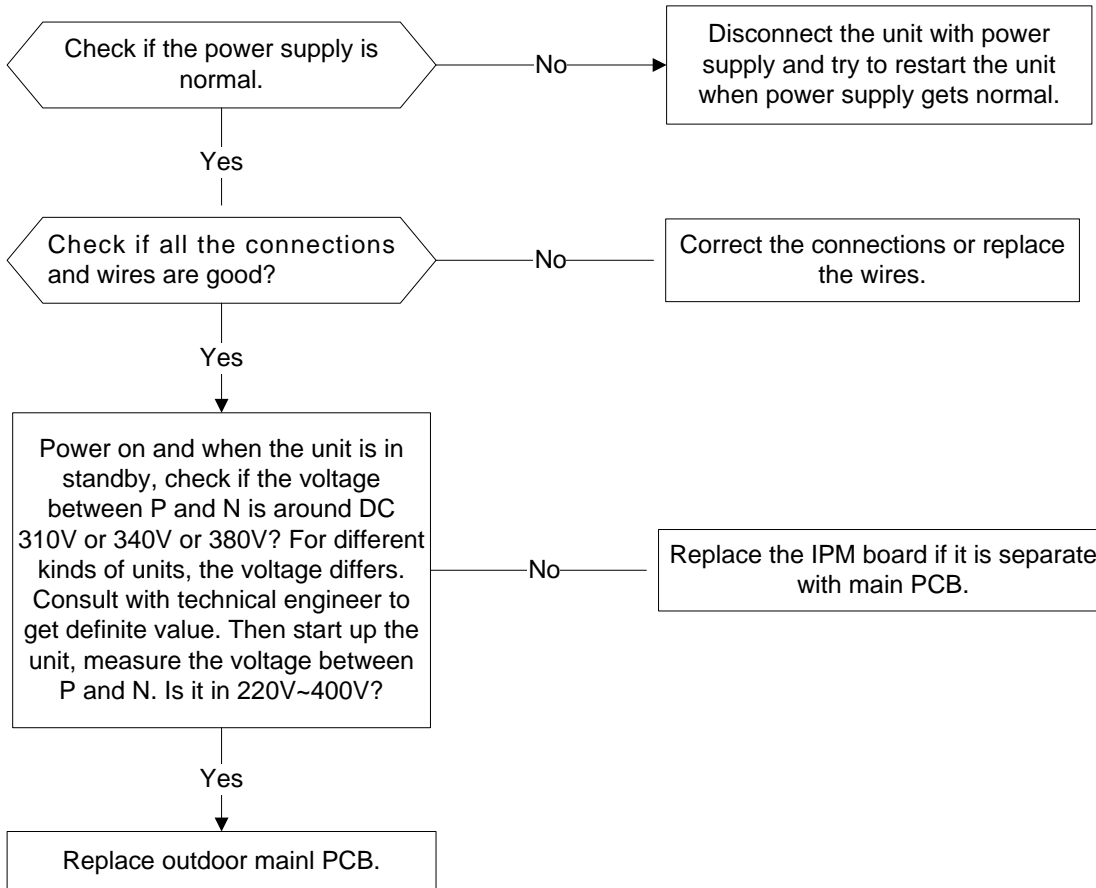 Check if the power supply is
normal.
No
Disconnect the unit with power
supply and try to restart the unit
when power supply gets normal.
Yes
Check if all the connections
and wires are good?
No
Correct the connections or replace
the wires.
Yes
Power on and when the unit is in
standby, check if the voltage
between P and N is around DC
310V or 340V or 380V? For different
kinds of units, the voltage differs.
Consult with technical engineer to
get definite value. Then start up the
unit, measure the voltage between
P and N. Is it in 220V~400V?
No
Replace the IPM board if it is separate
with main PCB.
Yes
Replace outdoor mainl PCB.